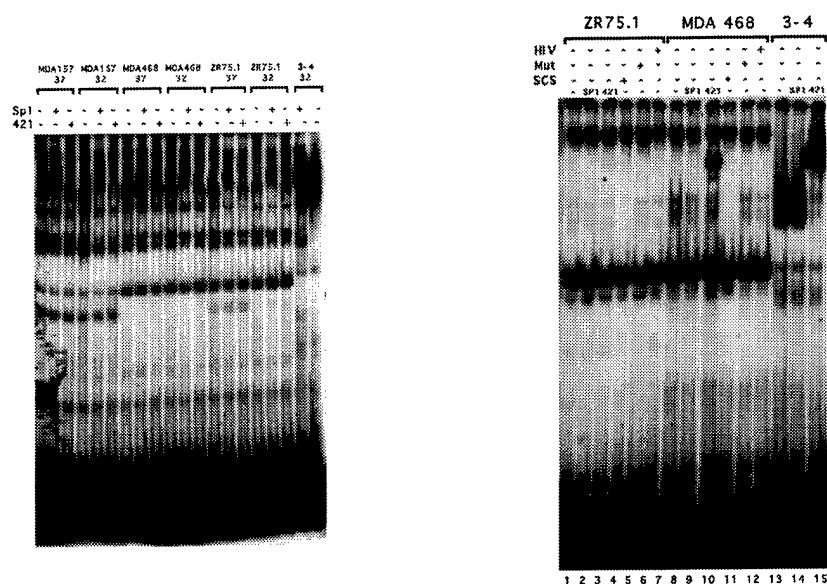 MDA157 MDA157 MDA468 MDA468 ZR75.1 ZR75.1 3-4
37 32 37 32 37 32 32
Sp1 - + - - + - - + - - + - - + - - + - + -
421 - - + - - + - - + - - + - - + - - + - -
ZR75.1 MDA 468 3-4
HIV - - - - - - + - - - - - + - - -
Mut - - - - - + - - - - - + - - - -
SCS - - - - + - - - - - + - - - - -
SP1 421 SP1 421 SP1 421
1 2 3 4 5 6 7 8 9 10 11 12 13 14 15